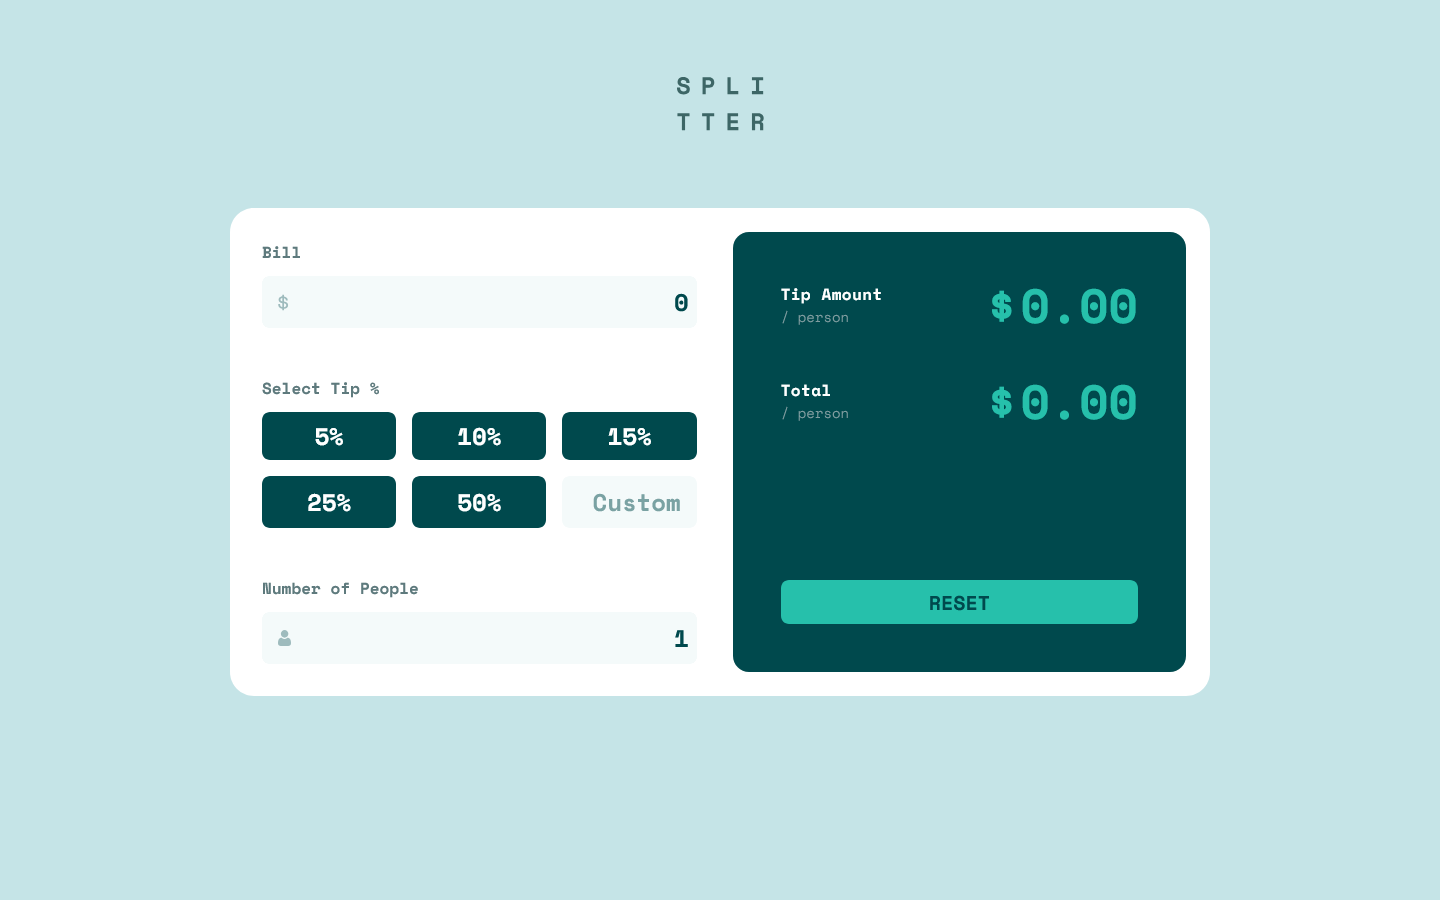 SPLI
TTER
Bill
$ 0
Select Tip %
5% 10% 15%
25% 50% Custom
Number of People
1
Tip Amount
/ person
$0.00
Total
/ person
$0.00
RESET